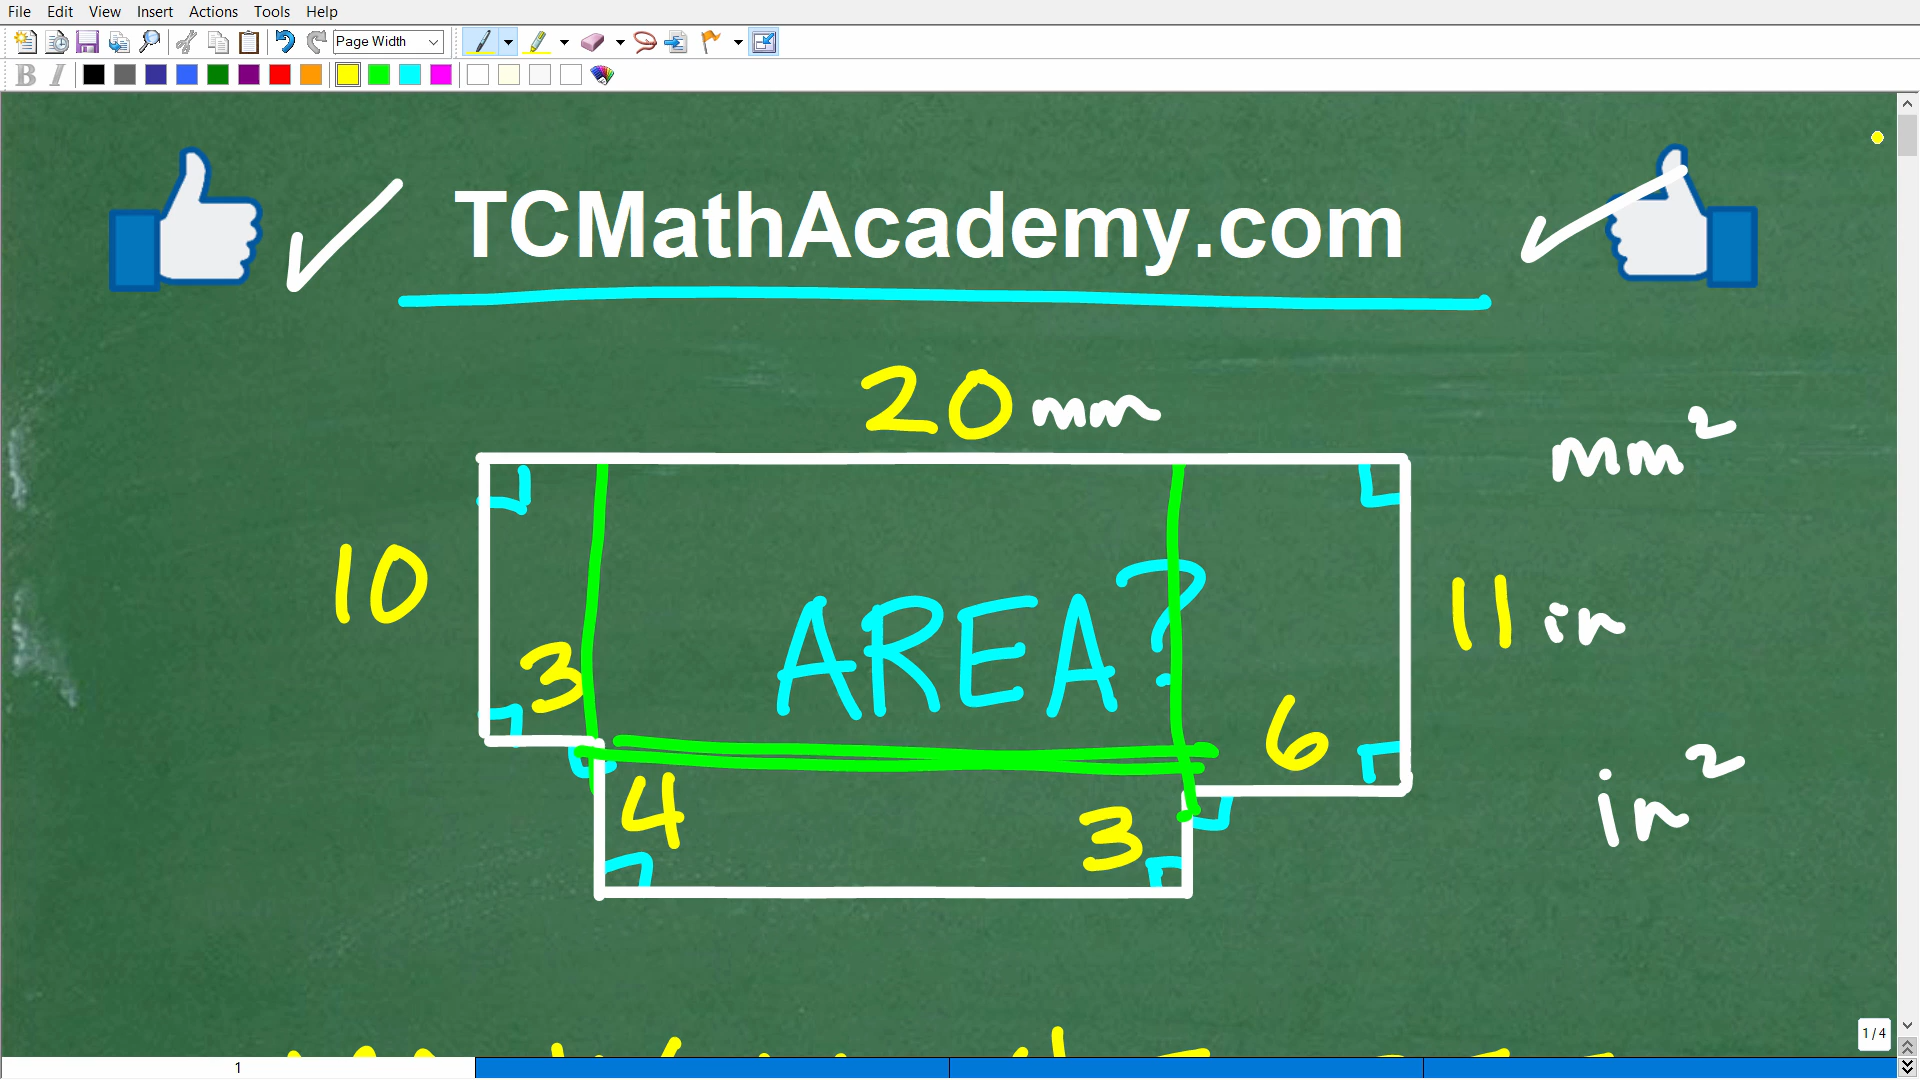 File Edit View Insert Actions Tools Help
Page Width
B I
TCMathAcademy.com
20 mm
mm²
10
11 in
AREA?
3
6
in²
4
3
1 / 4
1